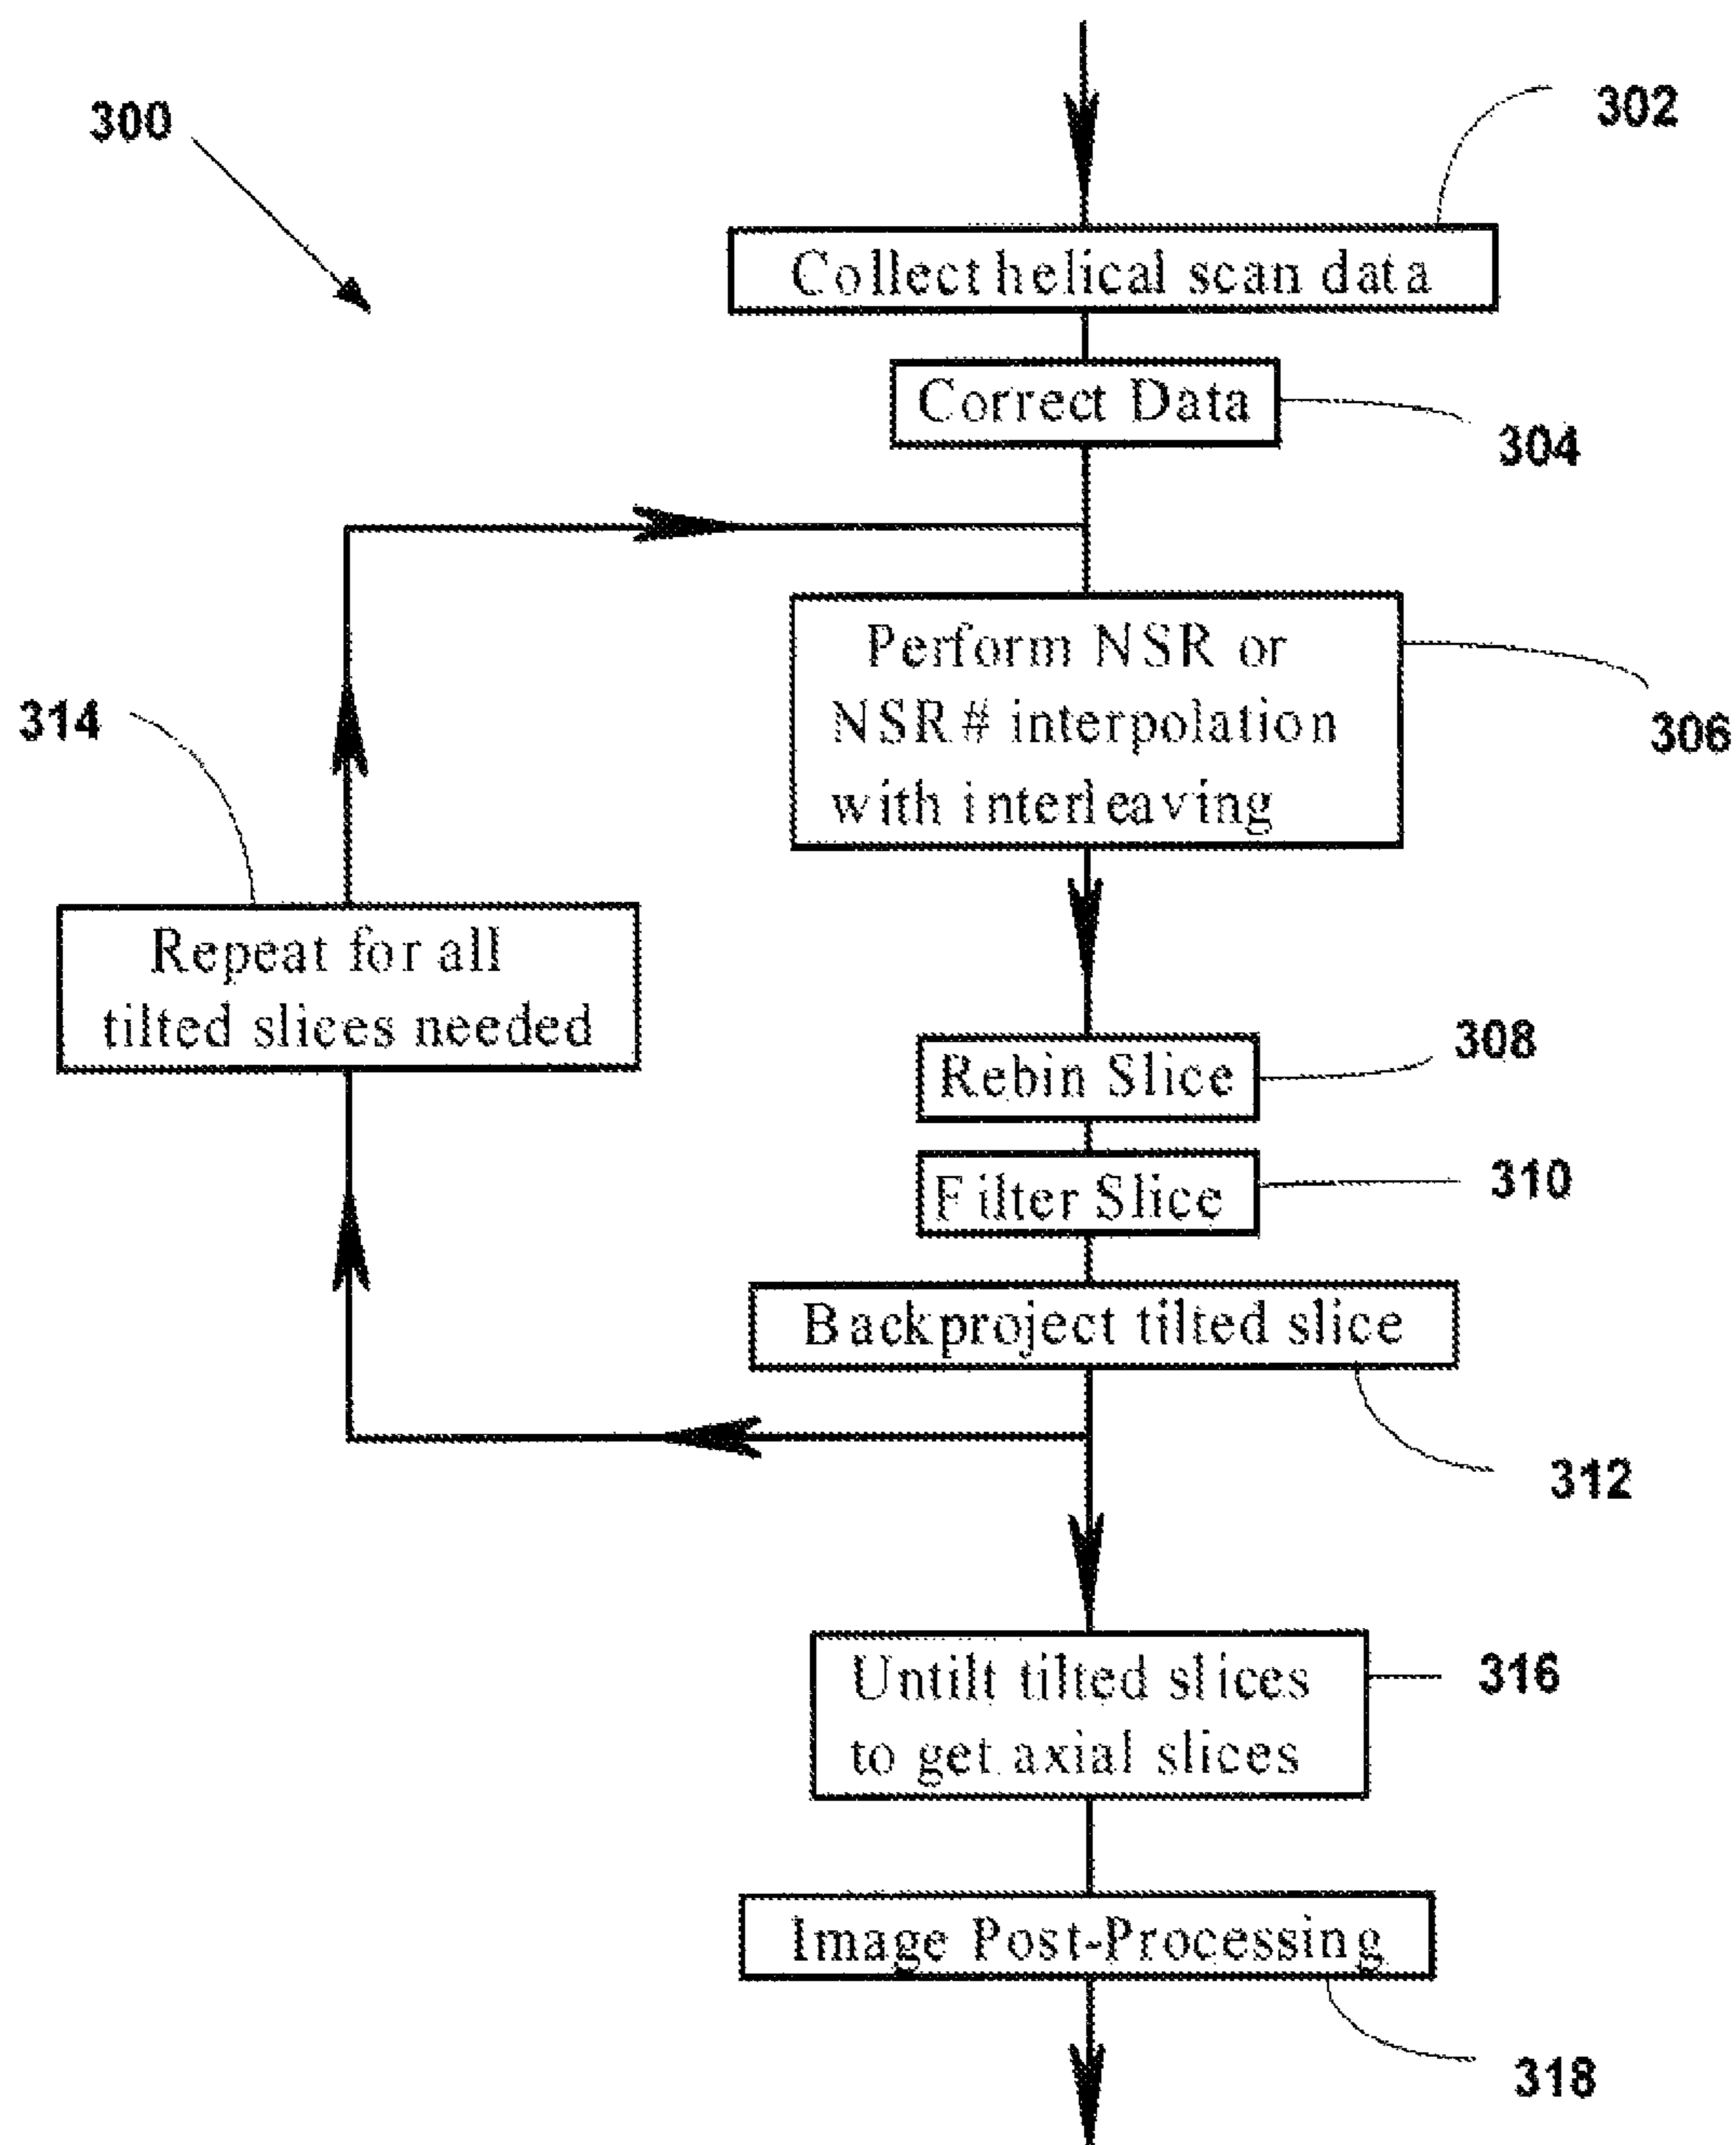 300
302
Collect helical scan data
Correct Data
304
Perform NSR or
NSR# interpolation
with interleaving
306
314
Repeat for all
tilted slices needed
Rebin Slice
308
Filter Slice
310
Backproject tilted slice
312
Untilt tilted slices
to get axial slices
316
Image Post-Processing
318